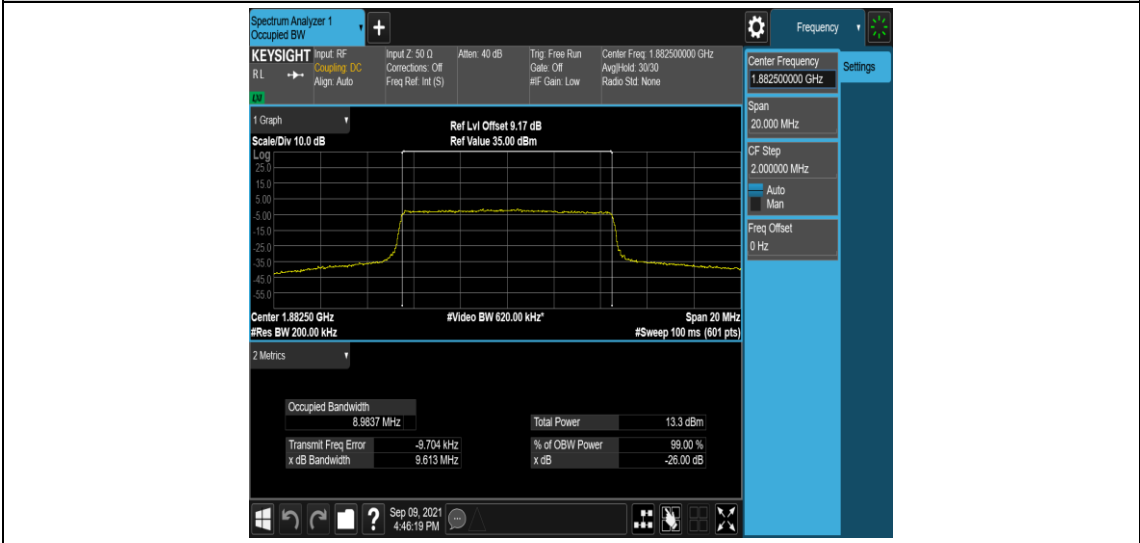 Spectrum Analyzer 1
Occupied BW
Frequency
KEYSIGHT
R L
LM
Input: RF
Coupling: DC
Align: Auto
Input Z: 50 Ω
Corrections: Off
Freq Ref: Int (S)
Atten: 40 dB
Trig: Free Run
Gate: Off
#IF Gain: Low
Center Freq: 1.882500000 GHz
Avg|Hold: 30/30
Radio Std: None
Center Frequency
1.882500000 GHz
Settings
Span
20.000 MHz
CF Step
2.000000 MHz
Auto
Man
Freq Offset
0 Hz
1 Graph
Scale/Div 10.0 dB
Ref Lvl Offset 9.17 dB
Ref Value 35.00 dBm
Log
25.0
15.0
5.00
-5.00
-15.0
-25.0
-35.0
-45.0
-55.0
Center 1.88250 GHz
#Video BW 620.00 kHz*
Span 20 MHz
#Res BW 200.00 kHz
#Sweep 100 ms (601 pts)
2 Metrics
Occupied Bandwidth
8.9837 MHz
Total Power 13.3 dBm
Transmit Freq Error -9.704 kHz
% of OBW Power 99.00 %
x dB Bandwidth 9.613 MHz
x dB -26.00 dB
?
Sep 09, 2021
4:46:19 PM